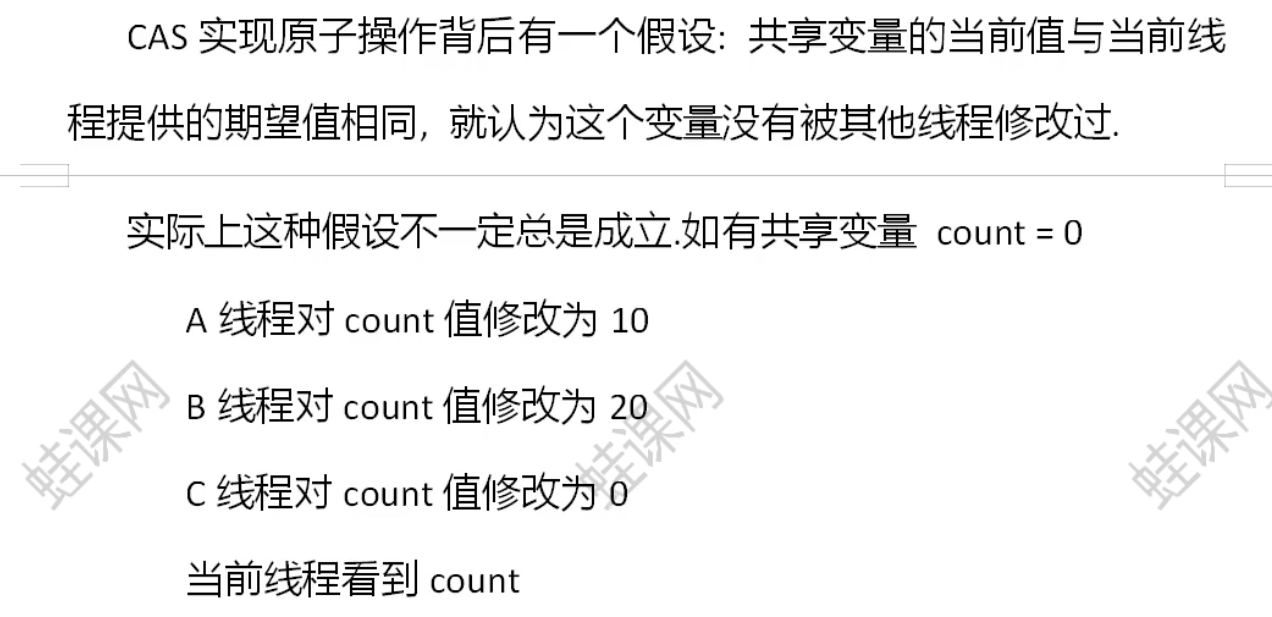 CAS 实现原子操作背后有一个假设: 共享变量的当前值与当前线
程提供的期望值相同, 就认为这个变量没有被其他线程修改过.
实际上这种假设不一定总是成立.如有共享变量 count = 0
A 线程对 count 值修改为 10
B 线程对 count 值修改为 20
C 线程对 count 值修改为 0
当前线程看到 count
蛙课网
蛙课网
蛙课网